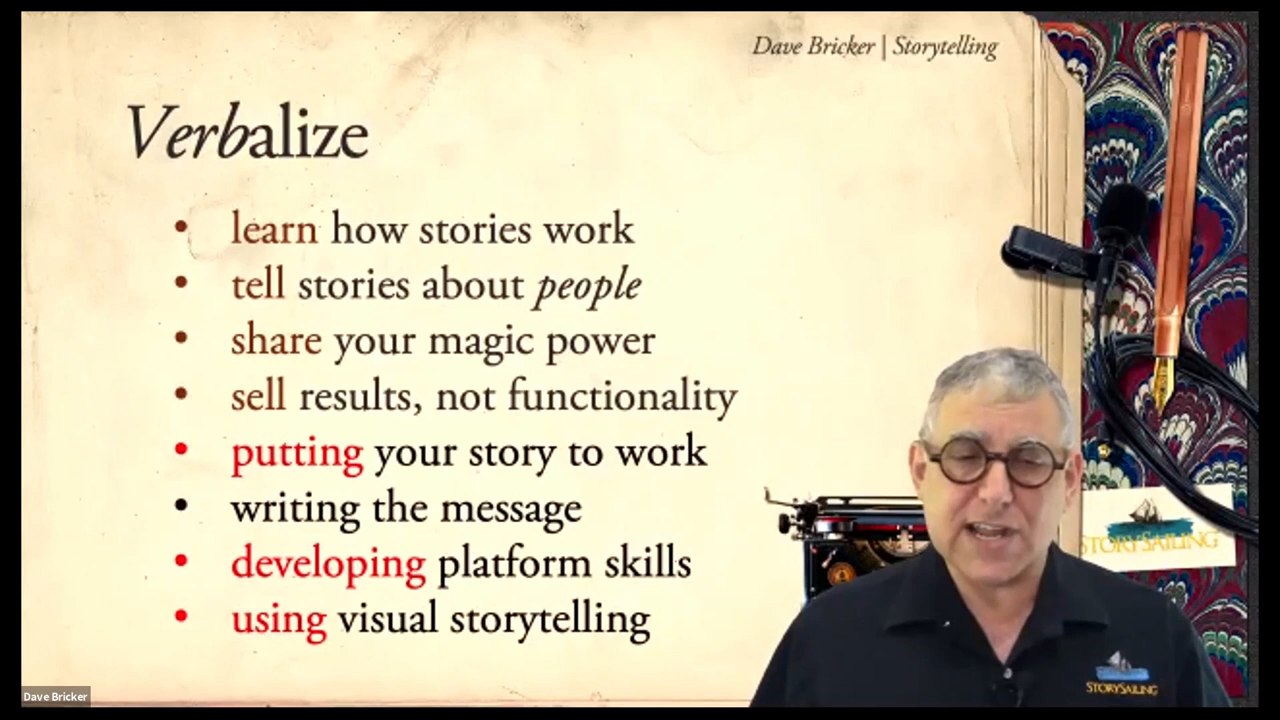 Dave Bricker | Storytelling
Verbalize
• learn how stories work
• tell stories about people
• share your magic power
• sell results, not functionality
• putting your story to work
• writing the message
• developing platform skills
• using visual storytelling
STORYSAILING
STORYSAILING
Dave Bricker